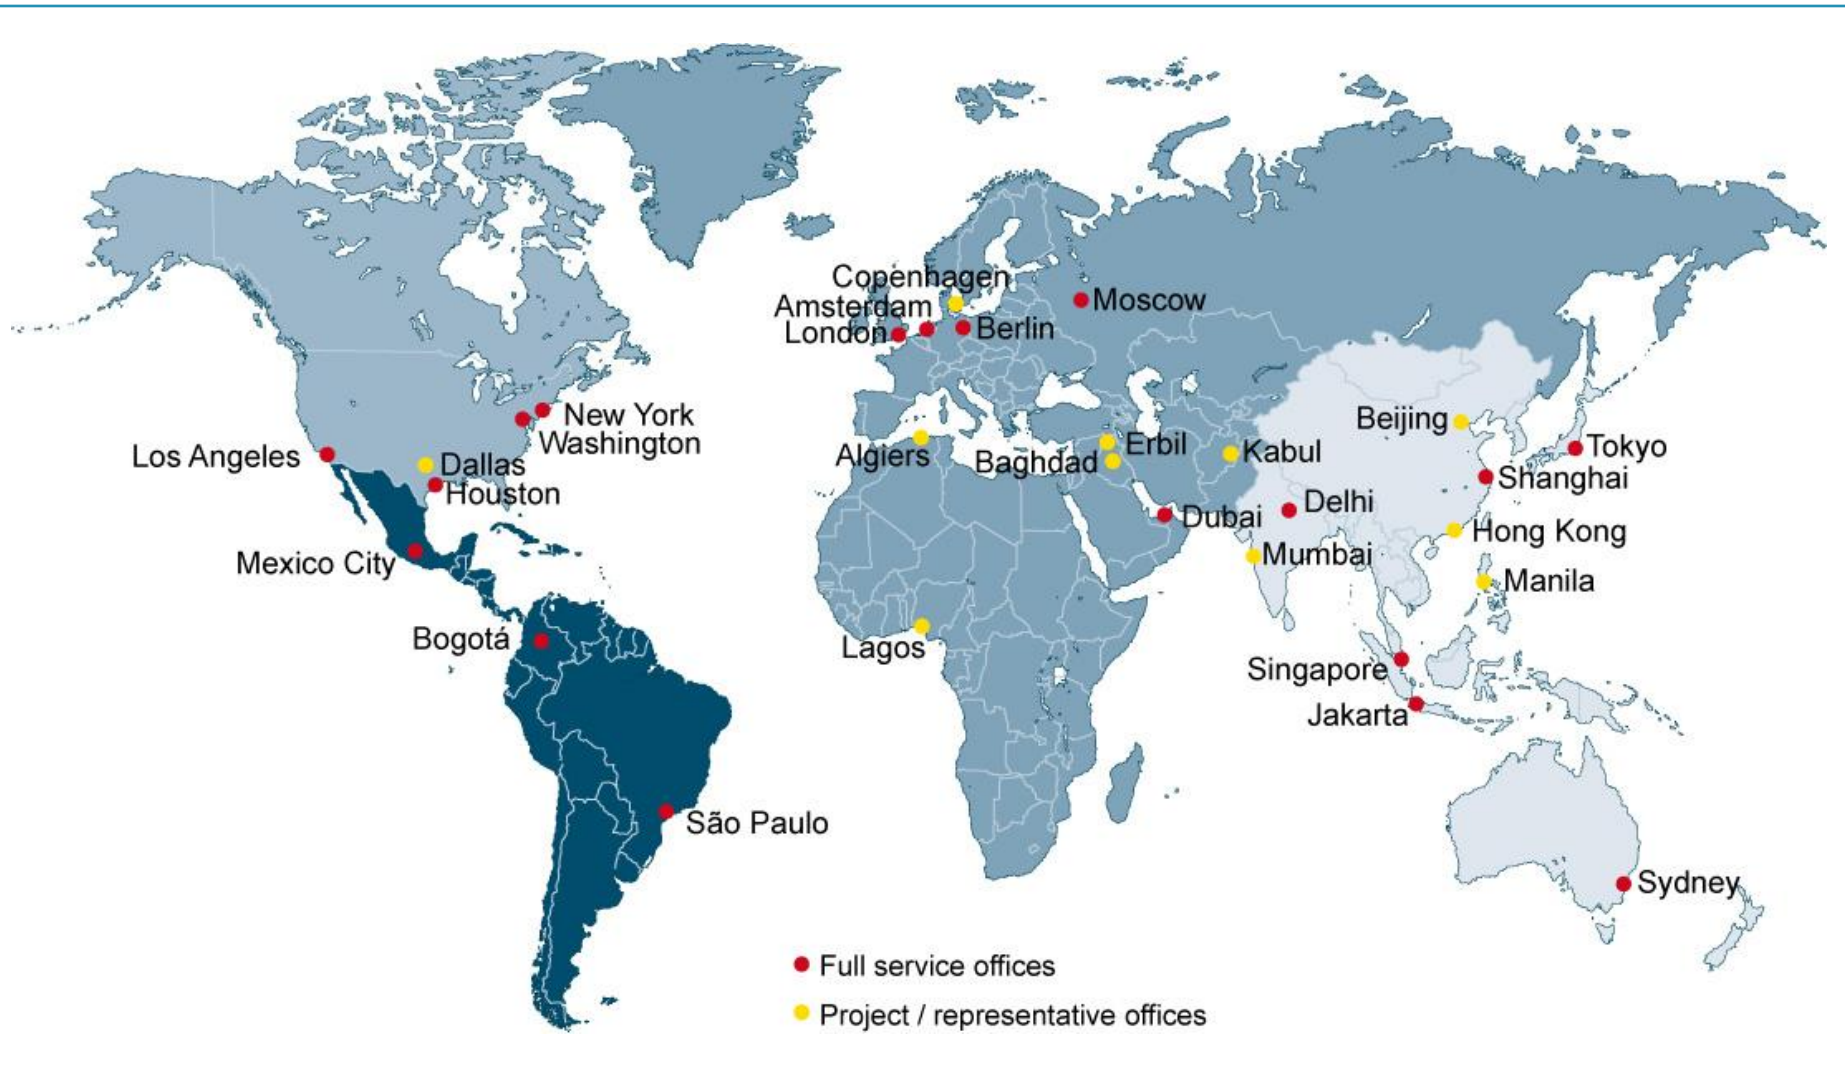 Copenhagen
Amsterdam
London
Berlin
Moscow
New York
Washington
Los Angeles
Dallas
Houston
Mexico City
Bogotá
São Paulo
Algiers
Baghdad
Erbil
Kabul
Beijing
Tokyo
Shanghai
Dubai
Delhi
Hong Kong
Mumbai
Manila
Lagos
Singapore
Jakarta
Sydney
Full service offices
Project / representative offices